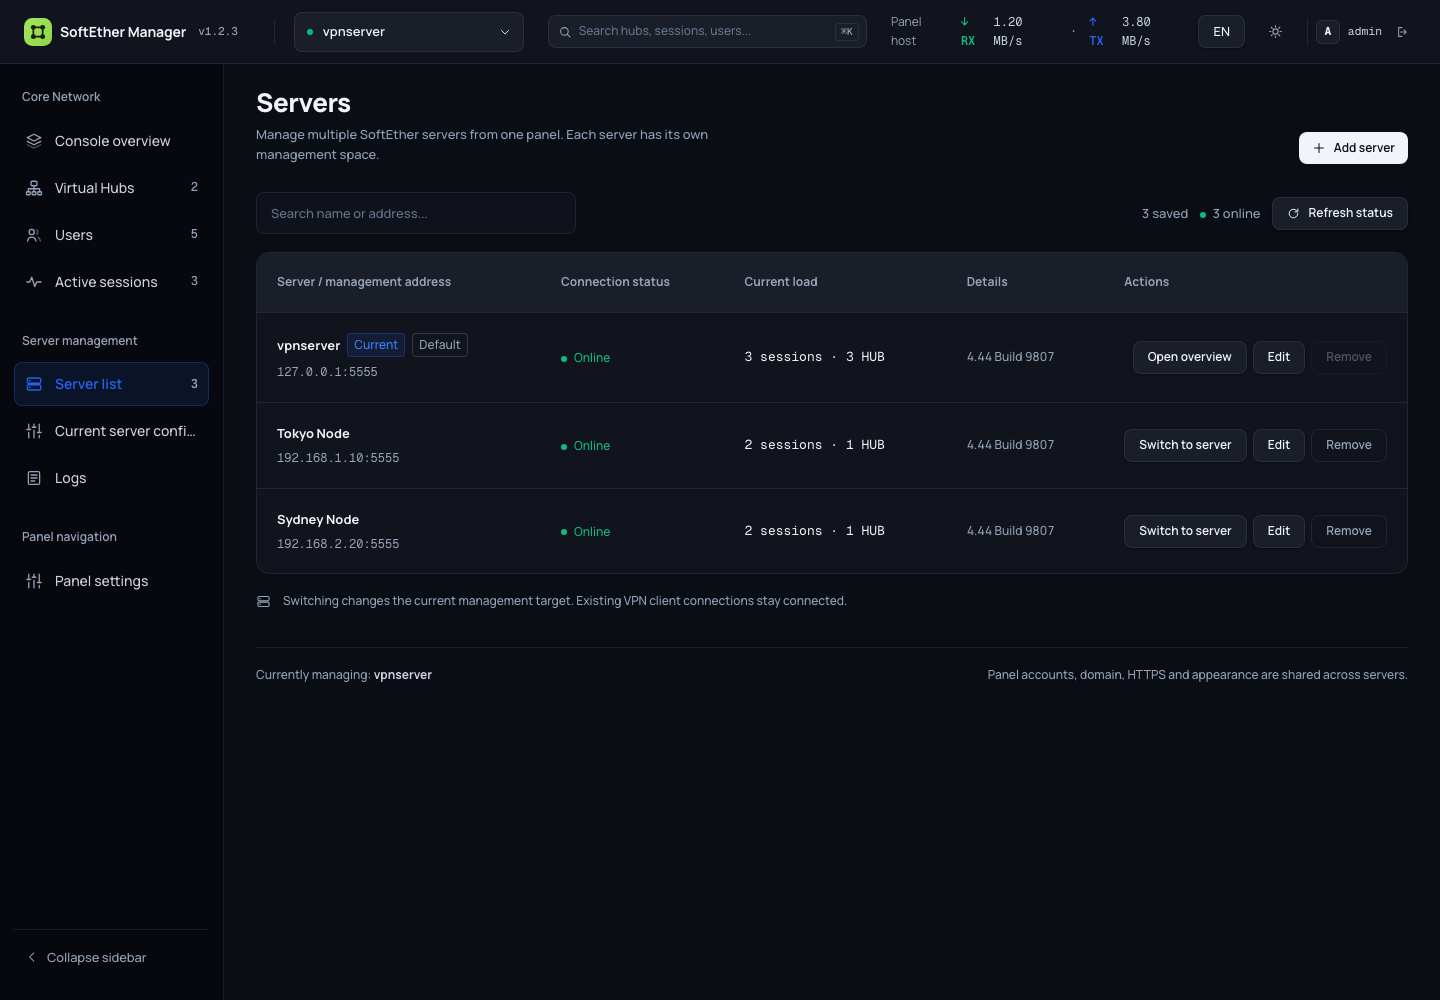 SoftEther Manager v1.2.3
vpnserver
Search hubs, sessions, users...
⌘K
Panel host
↓ RX
1.20 MB/s
·
↑ TX
3.80 MB/s
EN
A
admin
Core Network
Console overview
Virtual Hubs 2
Users 5
Active sessions 3
Server management
Server list 3
Current server confi...
Logs
Panel navigation
Panel settings
Collapse sidebar
Servers
Manage multiple SoftEther servers from one panel. Each server has its own
management space.
Add server
Search name or address...
3 saved 3 online
Refresh status
Server / management address Connection status Current load Details Actions
vpnserver Current Default
127.0.0.1:5555
Online 3 sessions · 3 HUB 4.44 Build 9807 Open overview Edit Remove
Tokyo Node
192.168.1.10:5555
Online 2 sessions · 1 HUB 4.44 Build 9807 Switch to server Edit Remove
Sydney Node
192.168.2.20:5555
Online 2 sessions · 1 HUB 4.44 Build 9807 Switch to server Edit Remove
Switching changes the current management target. Existing VPN client connections stay connected.
Currently managing: vpnserver
Panel accounts, domain, HTTPS and appearance are shared across servers.